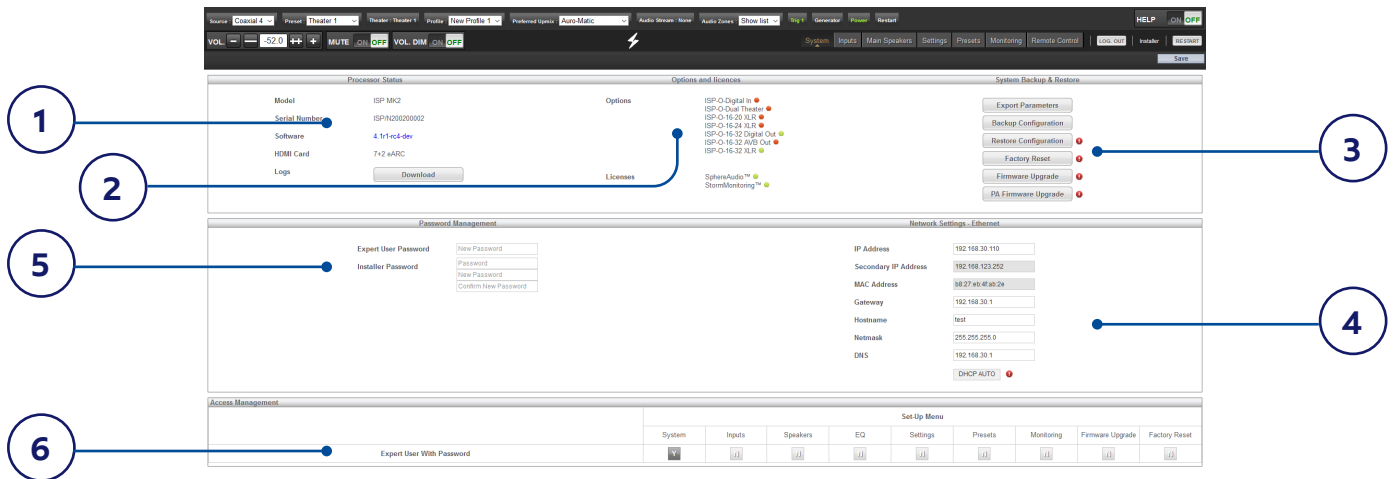 Source : Coaxial 4 Preset : Theater 1 Theater : Theater 1 Profile New Profile 1 Preferred Upmix : Auro-Matic Audio Stream : None Audio Zones : Show list Trig 1 Generator Power Restart HELP ON OFF
VOL. -52.0 MUTE ON OFF VOL. DIM ON OFF System Inputs Main Speakers Settings Presets Monitoring Remote Control LOG. OUT Installer RESTART
Save
Processor Status Options and licences System Backup & Restore
1
Model ISP MK2
Serial Number ISP/N200200002
Software 4.1r1-rc4-dev
HDMI Card 7+2 eARC
Logs Download
2
Options ISP-O-Digital In
ISP-O-Dual Theater
ISP-O-16-20 XLR
ISP-O-16-24 XLR
ISP-O-16-32 Digital Out
ISP-O-16-32 AVB Out
ISP-O-16-32 XLR
Licenses SphereAudio™
StormMonitoring™
Export Parameters
Backup Configuration
Restore Configuration
Factory Reset
Firmware Upgrade
PA Firmware Upgrade
3
Password Management Network Settings - Ethernet
5
Expert User Password New Password
Installer Password Password
New Password
Confirm New Password
IP Address 192.168.30.110
Secondary IP Address 192.168.123.252
MAC Address b8:27:eb:4f:ab:2e
Gateway 192.168.30.1
Hostname test
Netmask 255.255.255.0
DNS 192.168.30.1
DHCP AUTO
4
Access Management
Set-Up Menu
System Inputs Speakers EQ Settings Presets Monitoring Firmware Upgrade Factory Reset
6
Expert User With Password Y